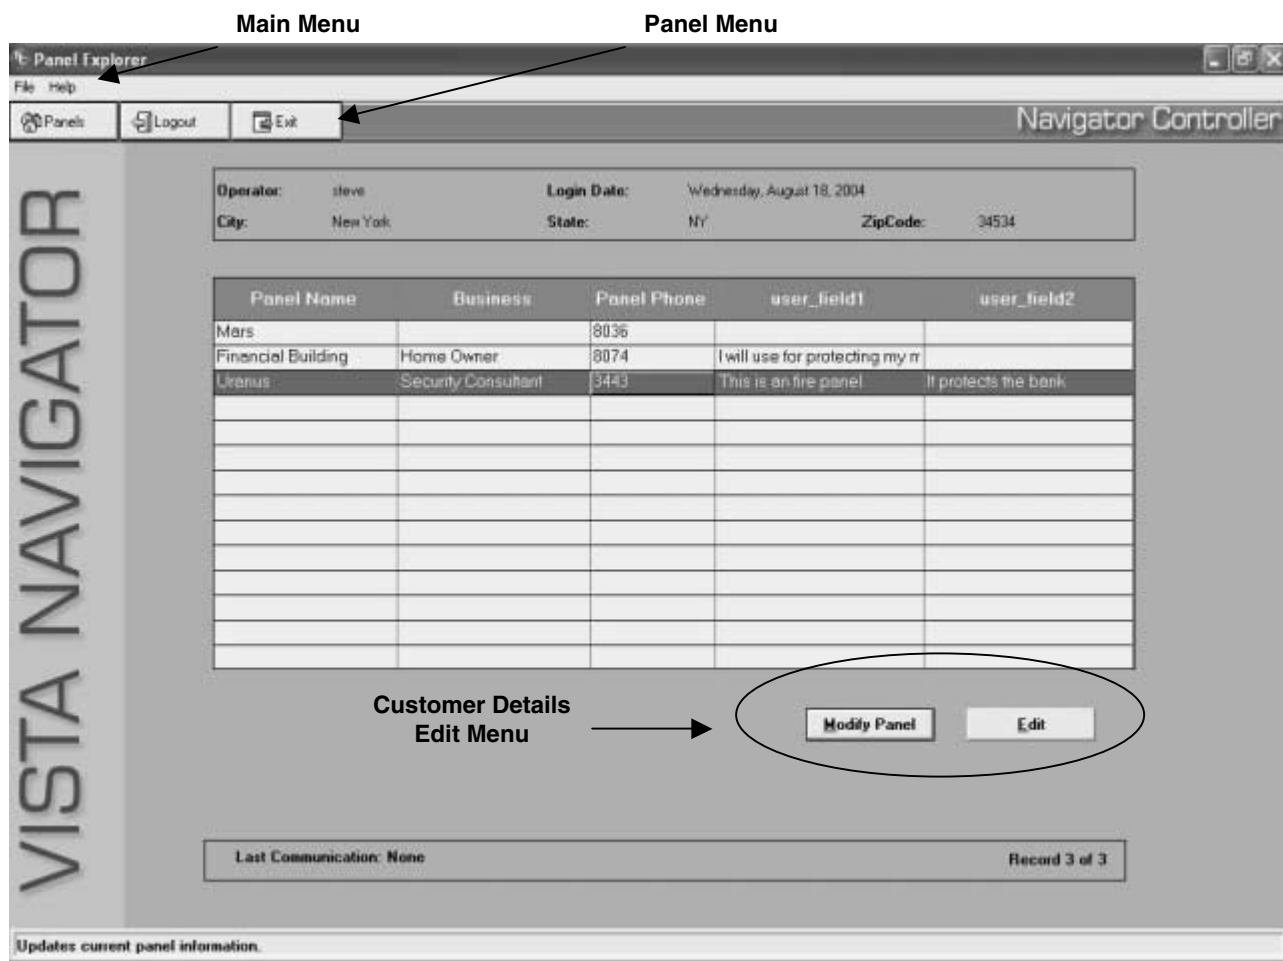 Main Menu
Panel Menu
Panel Explorer
File Help
Panels Logout Exit
Navigator Controller
VISTA NAVIGATOR
Operator: steve Login Date: Wednesday, August 18, 2004
City: New York State: NY ZipCode: 34534
Panel Name Business Panel Phone user_field1 user_field2
Mars 8036
Financial Building Home Owner 8074 I will use for protecting my m
Uranus Security Consultant 3443 This is an fire panel It protects the bank
Customer Details
Edit Menu
Modify Panel Edit
Last Communication: None Record 3 of 3
Updates current panel information.